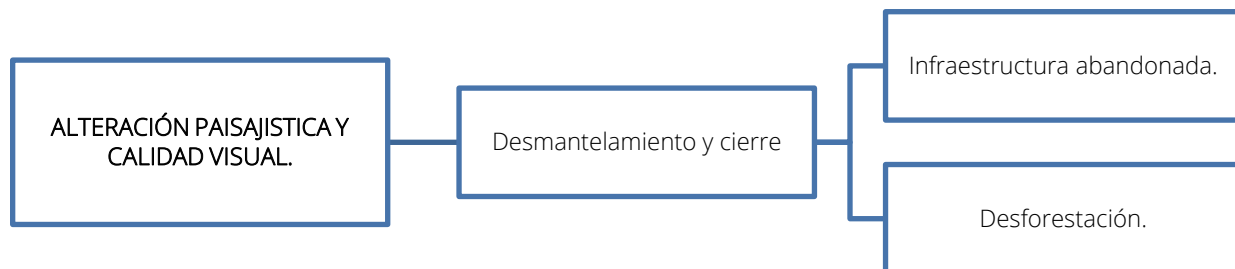 ALTERACIÓN PAISAJISTICA Y
CALIDAD VISUAL.
Desmantelamiento y cierre
Infraestructura abandonada.
Desforestación.